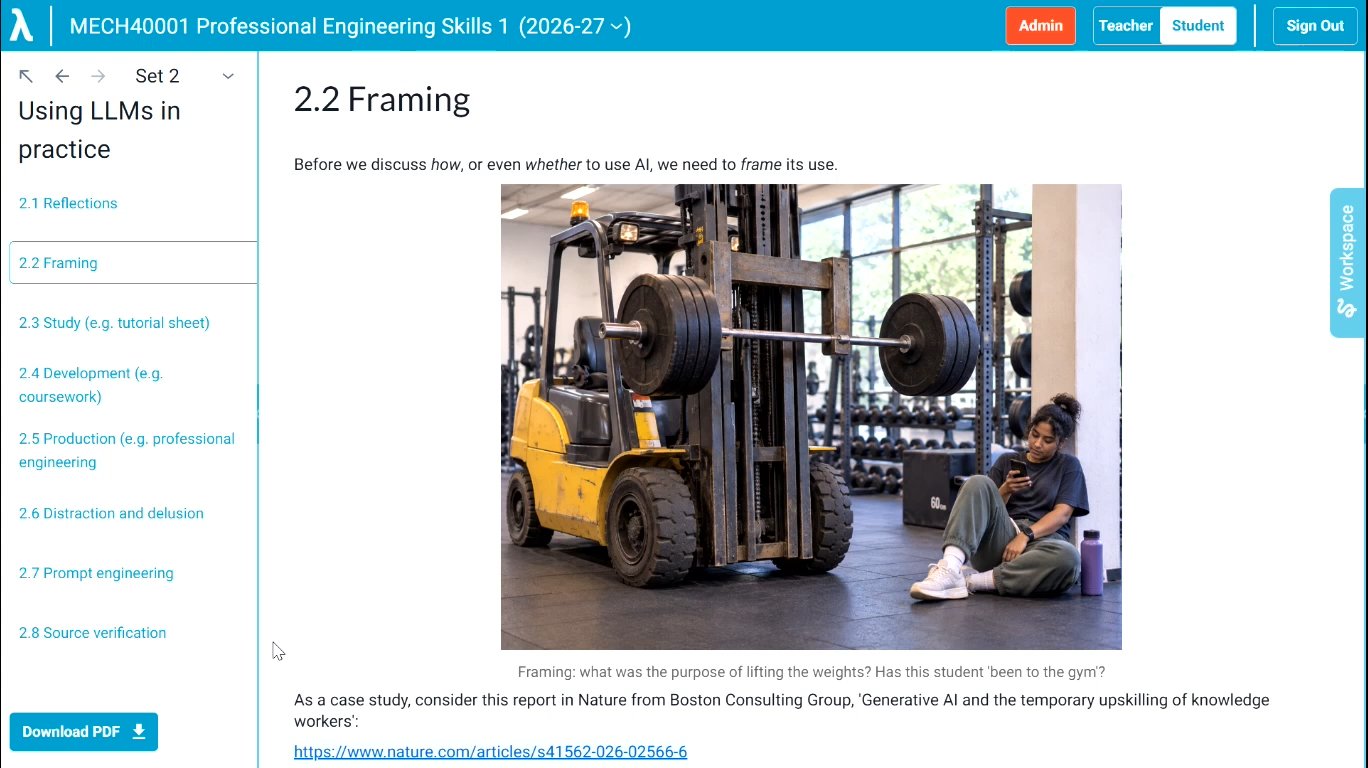 λ
MECH40001 Professional Engineering Skills 1 (2026-27)
Admin
Teacher
Student
Sign Out
Set 2
Using LLMs in
practice
2.1 Reflections
2.2 Framing
2.3 Study (e.g. tutorial sheet)
2.4 Development (e.g.
coursework)
2.5 Production (e.g. professional
engineering
2.6 Distraction and delusion
2.7 Prompt engineering
2.8 Source verification
Download PDF
2.2 Framing
Before we discuss how, or even whether to use AI, we need to frame its use.
60
Framing: what was the purpose of lifting the weights? Has this student 'been to the gym'?
As a case study, consider this report in Nature from Boston Consulting Group, 'Generative AI and the temporary upskilling of knowledge
workers':
https://www.nature.com/articles/s41562-026-02566-6
Workspace